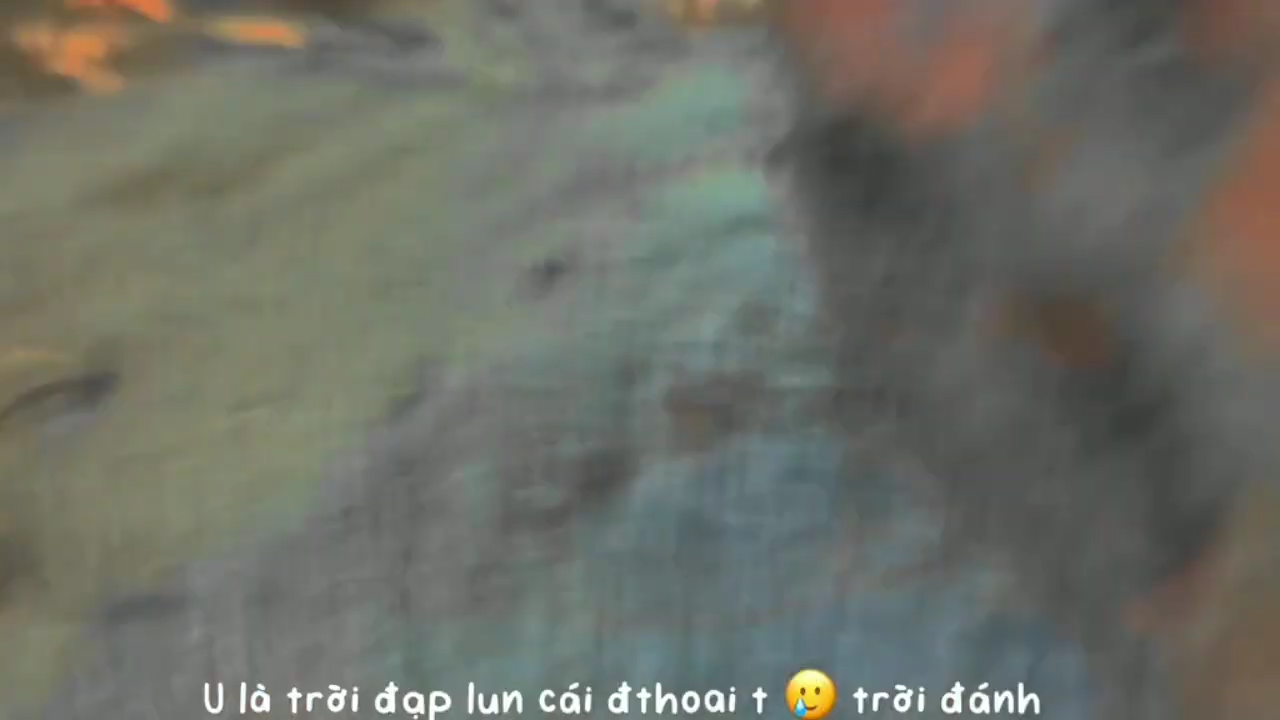 U là trời đạp lun cái đthoai t 🥲 trời đánh